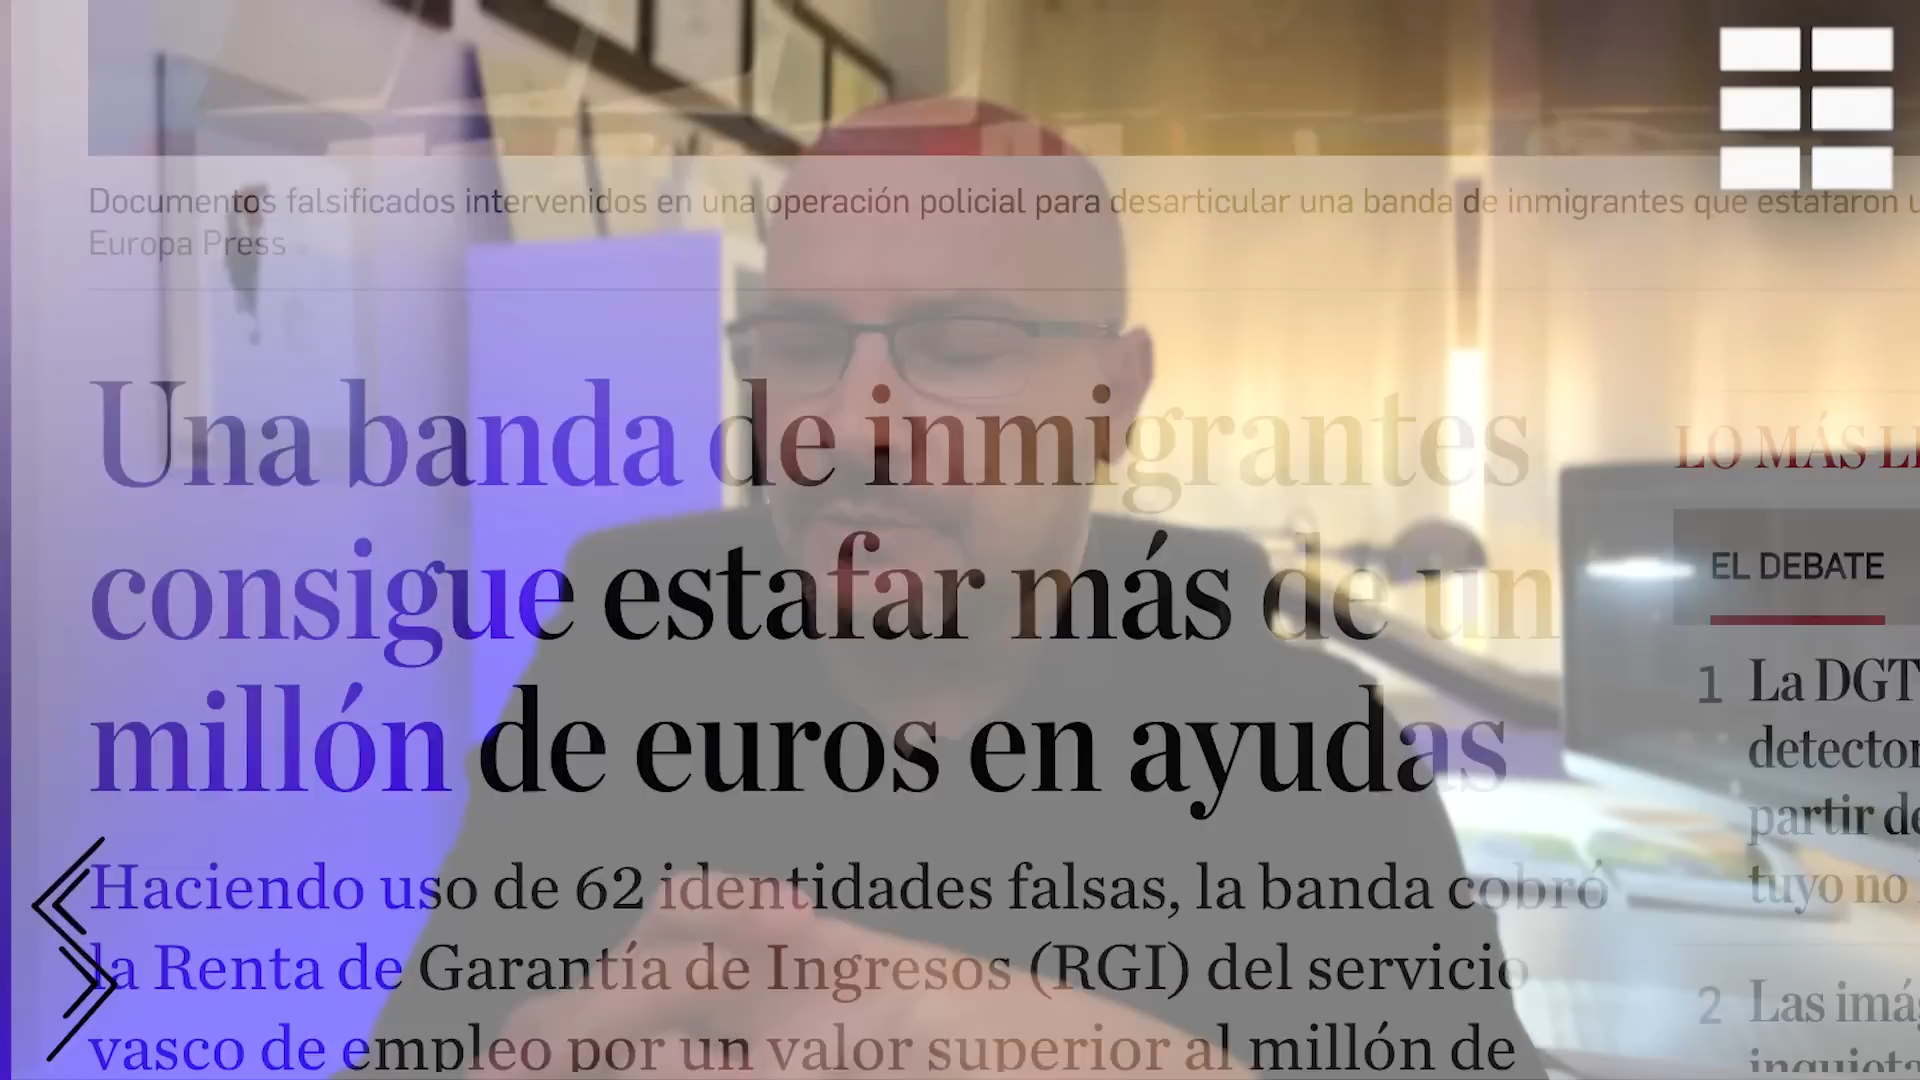 Documentos falsificados intervenidos en una operación policial para desarticular una banda de inmigrantes que estafaron
Europa Press
Una banda de inmigrantes
consigue estafar más de un
millón de euros en ayudas
Haciendo uso de 62 identidades falsas, la banda cobró
la Renta de Garantía de Ingresos (RGI) del servicio
vasco de empleo por un valor superior al millón de
LO MÁS
EL DEBATE
1 La DGT
detector
partir
tuyo no
2 Las